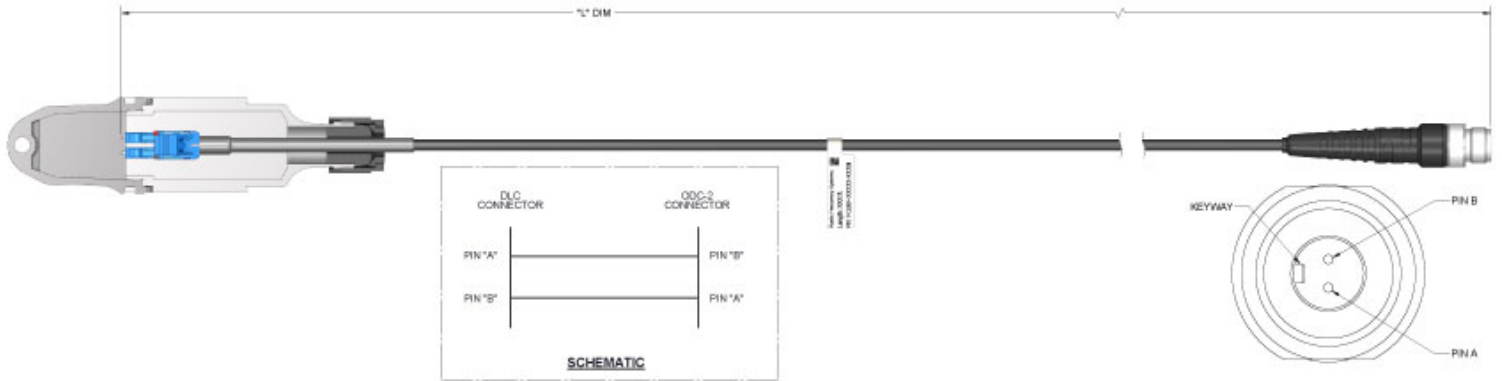 "L" DIM
DLC
CONNECTOR
ODC-2
CONNECTOR
PIN "A"
PIN "B"
PIN "B"
PIN "A"
SCHEMATIC
KEYWAY
PIN B
PIN A